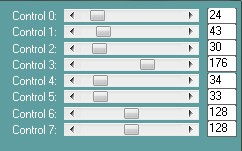 Control 0: 24
Control 1: 43
Control 2: 30
Control 3: 176
Control 4: 34
Control 5: 33
Control 6: 128
Control 7: 128